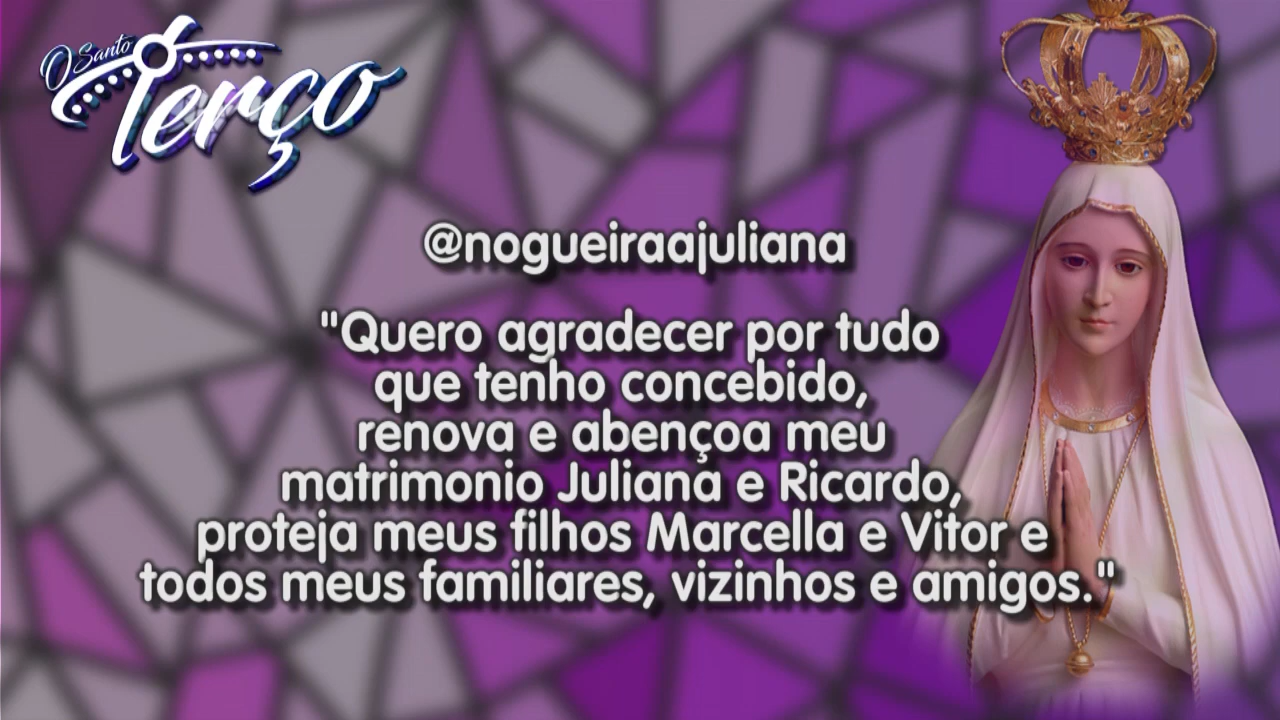 O Santo
Terço
@nogueiraajuliana
"Quero agradecer por tudo
que tenho concebido,
renova e abençoa meu
matrimonio Juliana e Ricardo,
proteja meus filhos Marcella e Vitor e
todos meus familiares, vizinhos e amigos."